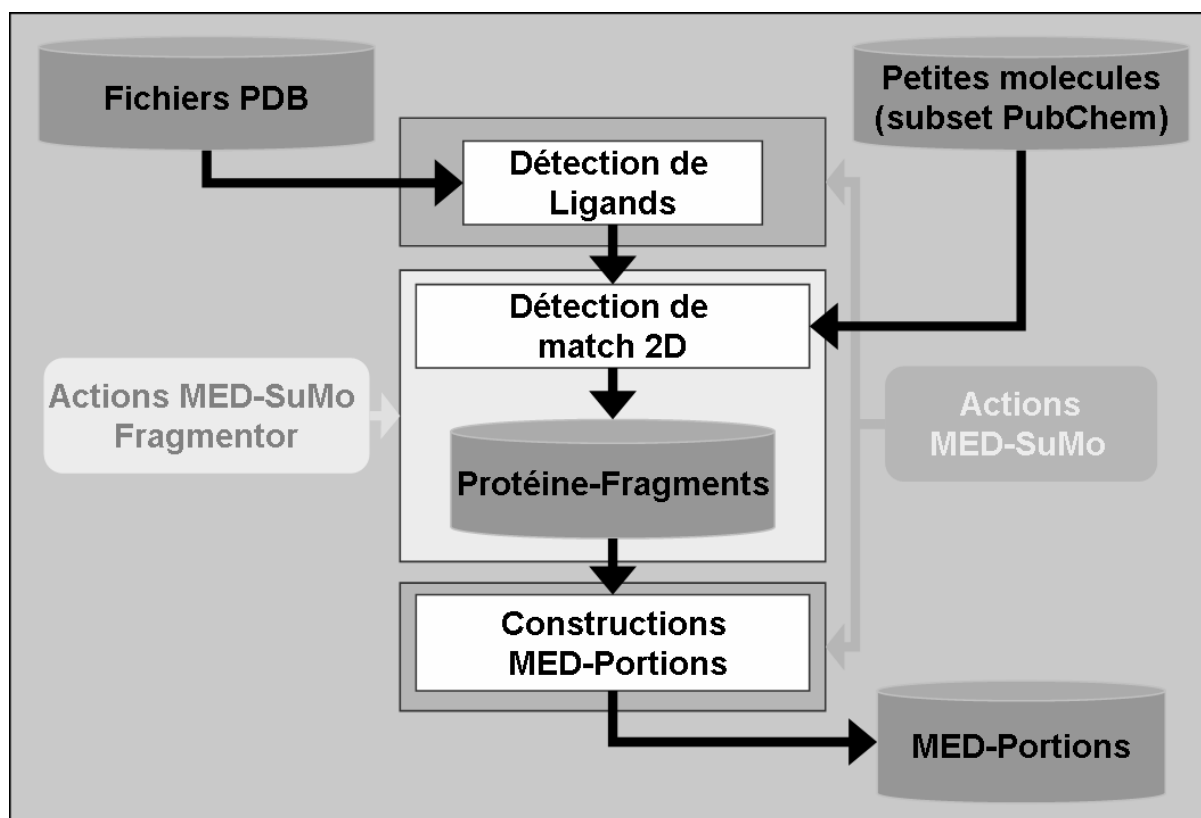 Fichiers PDB
Petites molecules
(subset PubChem)
Détection de
Ligands
Détection de
match 2D
Actions MED-SuMo
Fragmentor
Actions
MED-SuMo
Protéine-Fragments
Constructions
MED-Portions
MED-Portions